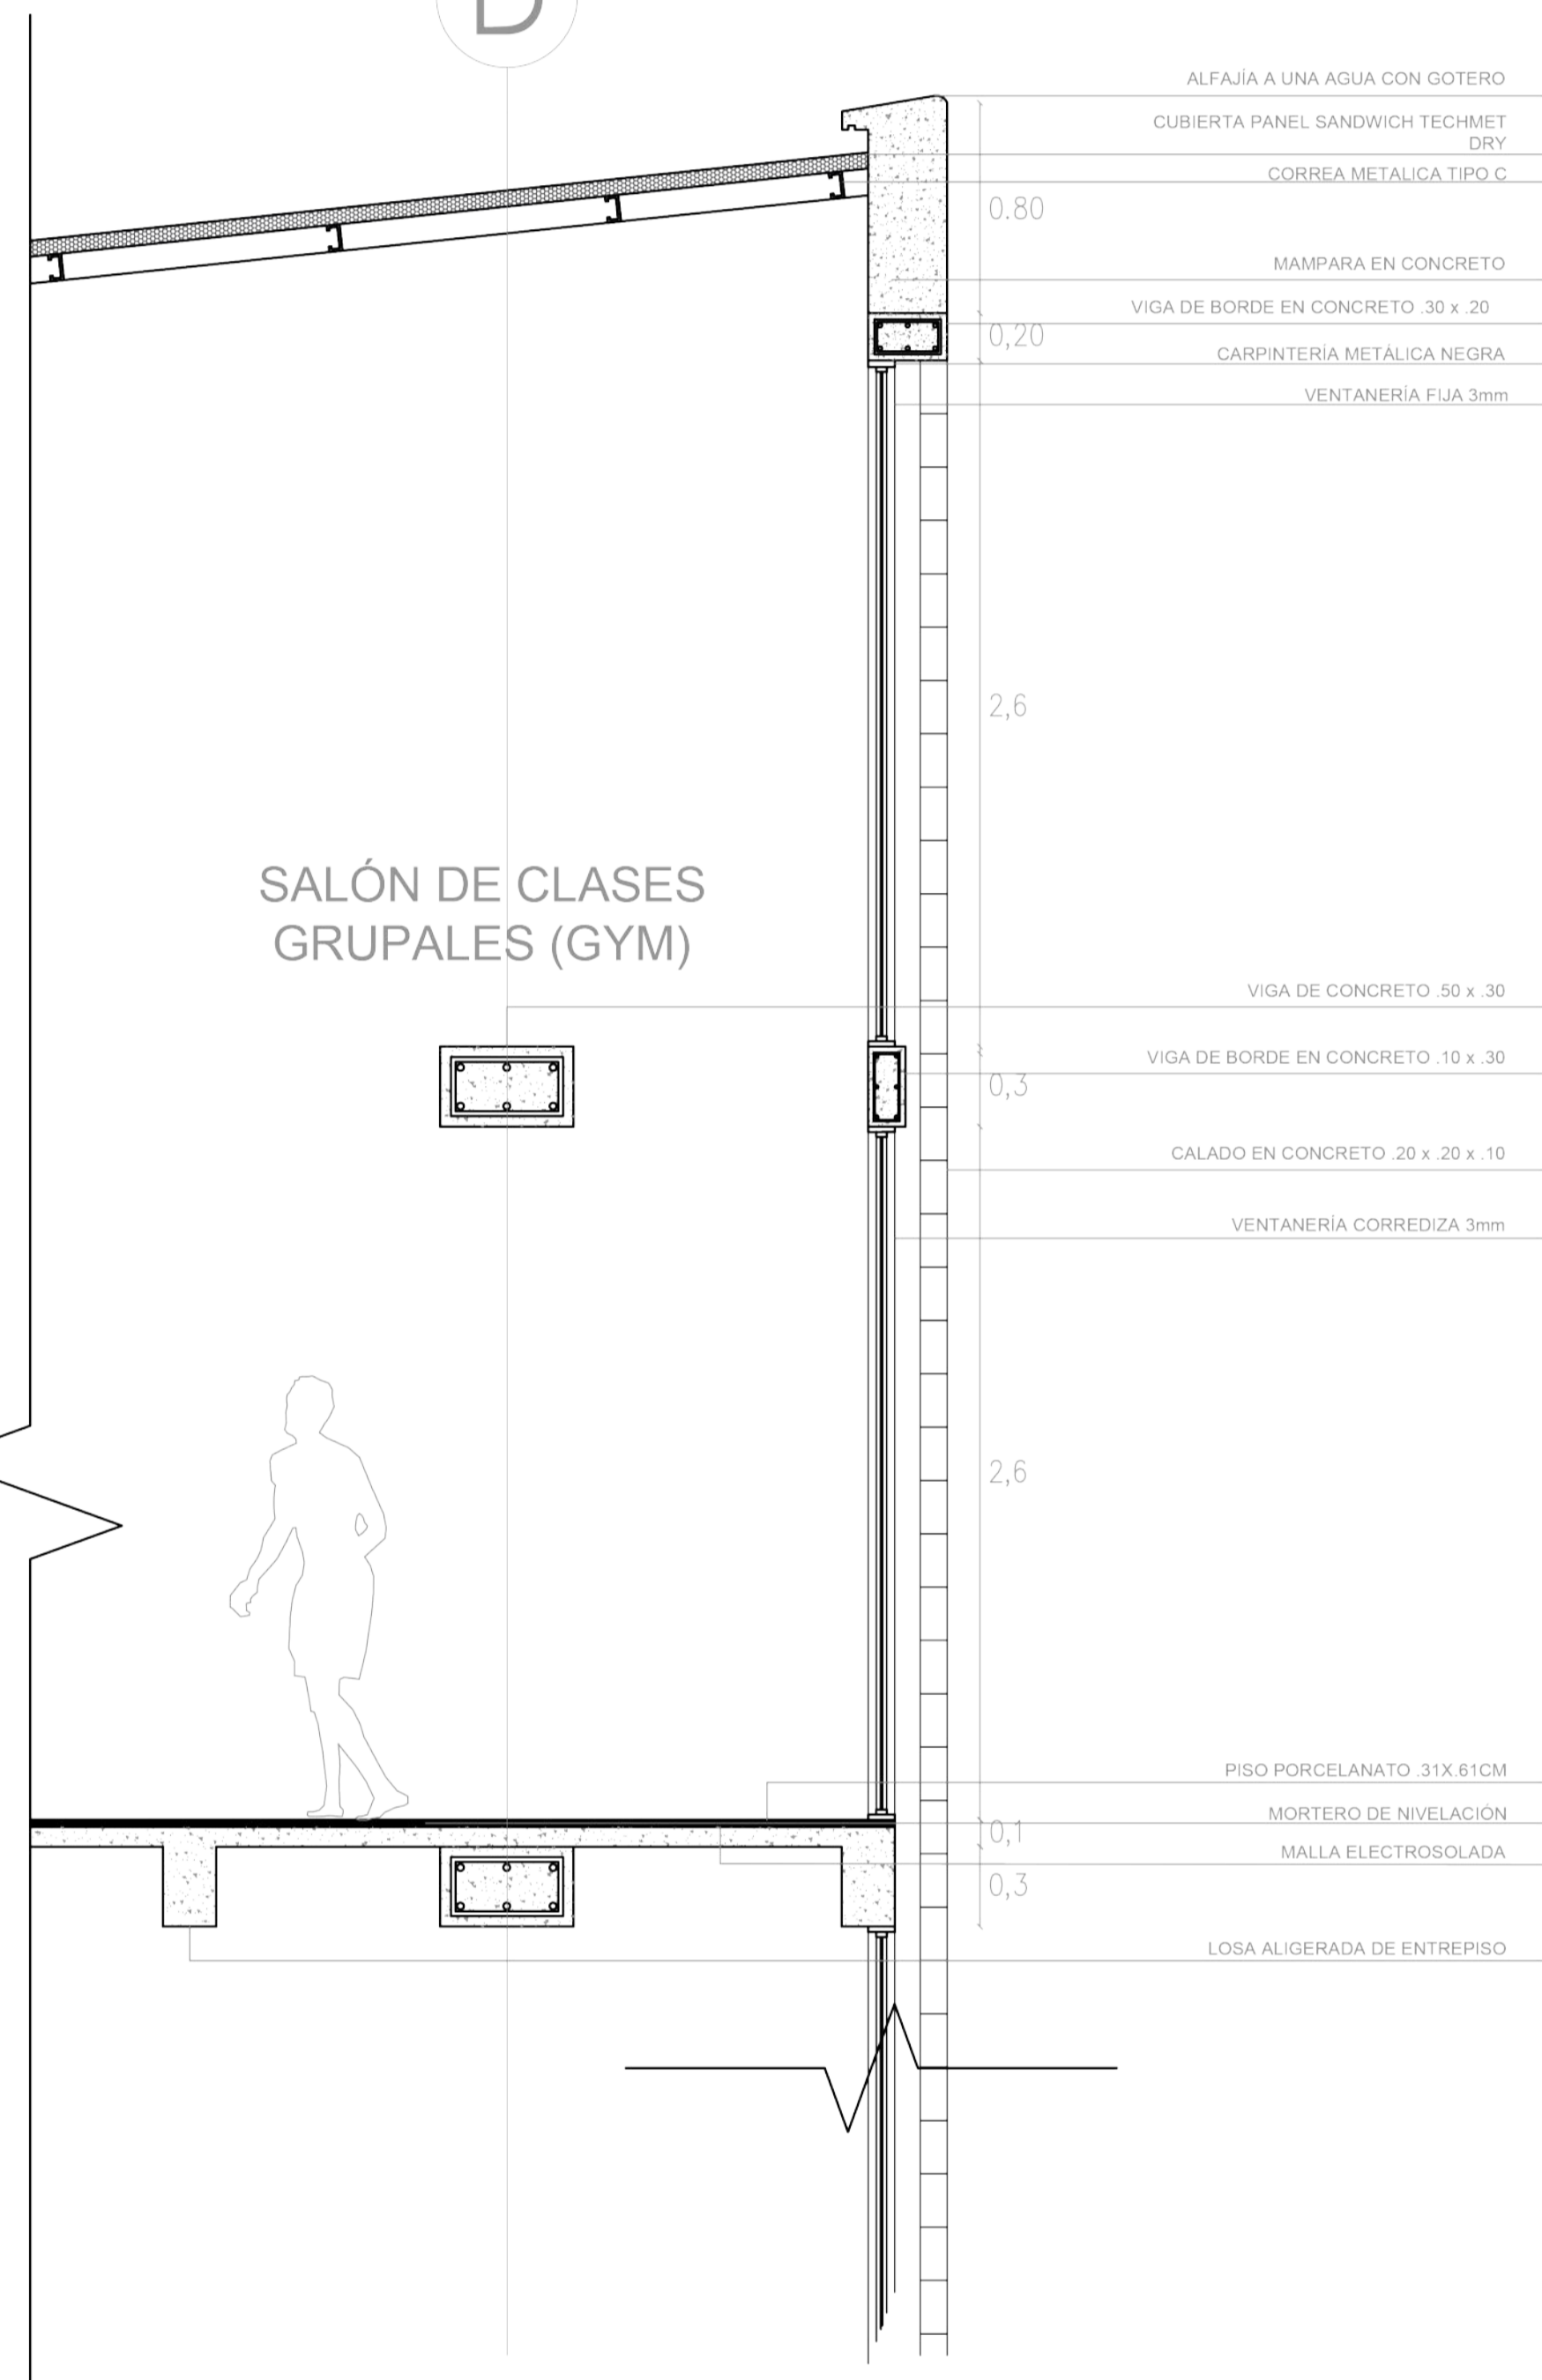 D
ALFAJÍA A UNA AGUA CON GOTERO
CUBIERTA PANEL SANDWICH TECHMET
DRY
CORREA METALICA TIPO C
0.80
MAMPARA EN CONCRETO
VIGA DE BORDE EN CONCRETO .30 x .20
0,20
CARPINTERÍA METÁLICA NEGRA
VENTANERÍA FIJA 3mm
2,6
SALÓN DE CLASES
GRUPALES (GYM)
VIGA DE CONCRETO .50 x .30
VIGA DE BORDE EN CONCRETO .10 x .30
0,3
CALADO EN CONCRETO .20 x .20 x .10
VENTANERÍA CORREDIZA 3mm
2,6
PISO PORCELANATO .31X.61CM
MORTERO DE NIVELACIÓN
0,1
MALLA ELECTROSOLADA
0,3
LOSA ALIGERADA DE ENTREPISO